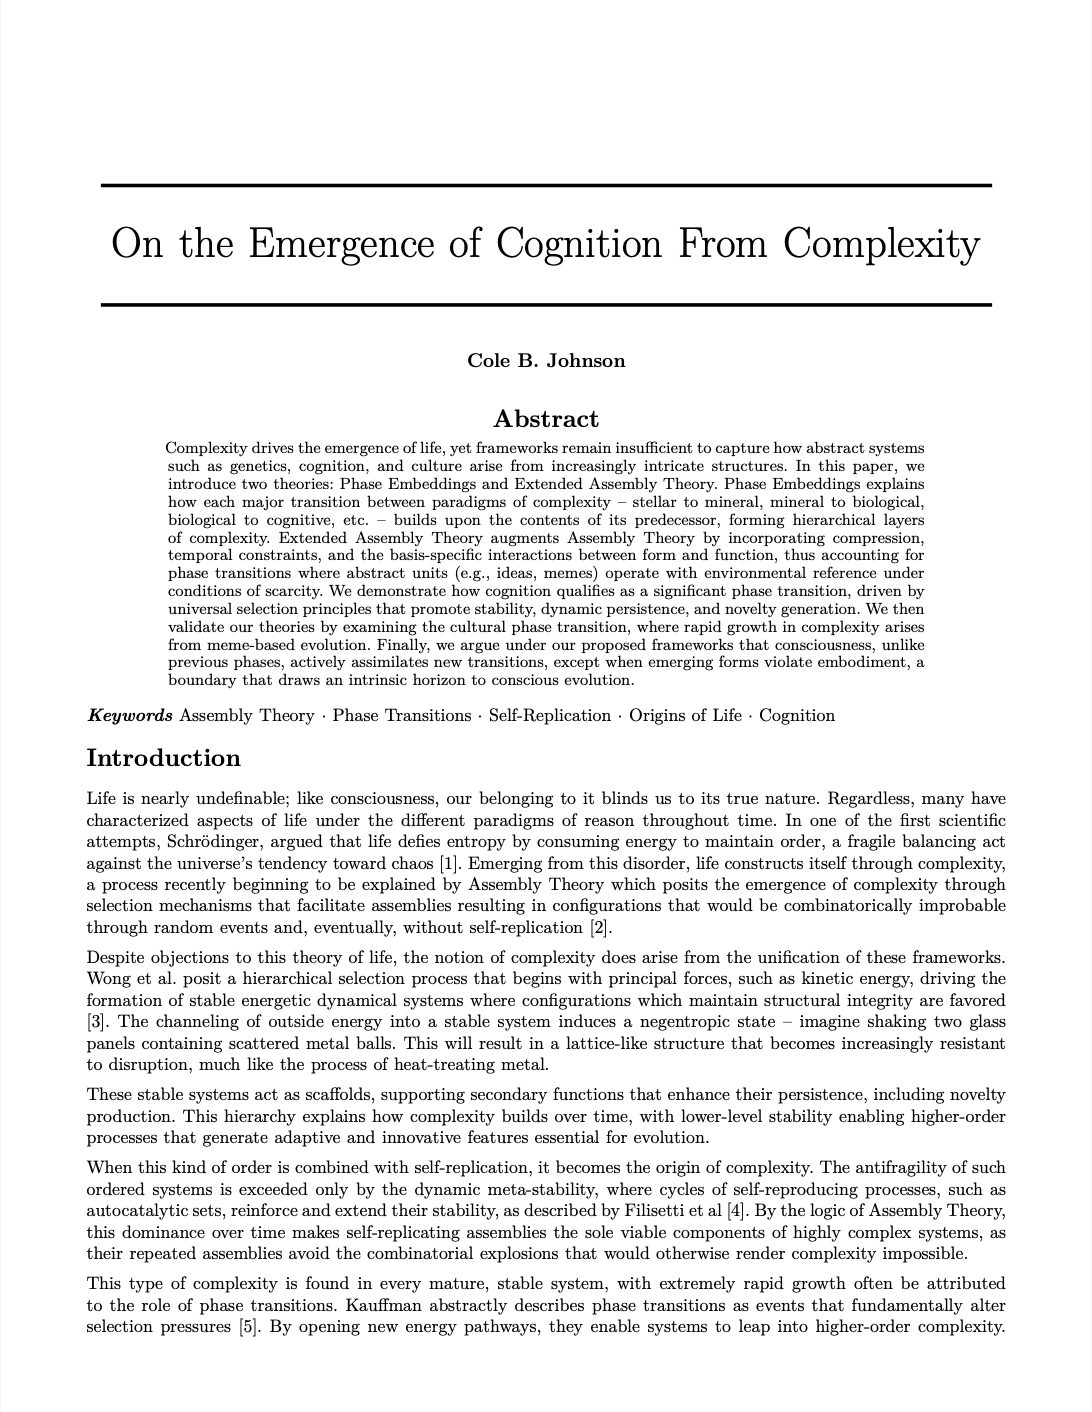 On the Emergence of Cognition From Complexity
Cole B. Johnson
Abstract
Complexity drives the emergence of life, yet frameworks remain insufficient to capture how abstract systems
such as genetics, cognition, and culture arise from increasingly intricate structures. In this paper, we
introduce two theories: Phase Embeddings and Extended Assembly Theory. Phase Embeddings explains
how each major transition between paradigms of complexity – stellar to mineral, mineral to biological,
biological to cognitive, etc. – builds upon the contents of its predecessor, forming hierarchical layers
of complexity. Extended Assembly Theory augments Assembly Theory by incorporating compression,
temporal constraints, and the basis-specific interactions between form and function, thus accounting for
phase transitions where abstract units (e.g., ideas, memes) operate with environmental reference under
conditions of scarcity. We demonstrate how cognition qualifies as a significant phase transition, driven by
universal selection principles that promote stability, dynamic persistence, and novelty generation. We then
validate our theories by examining the cultural phase transition, where rapid growth in complexity arises
from meme-based evolution. Finally, we argue under our proposed frameworks that consciousness, unlike
previous phases, actively assimilates new transitions, except when emerging forms violate embodiment, a
boundary that draws an intrinsic horizon to conscious evolution.
Keywords Assembly Theory · Phase Transitions · Self-Replication · Origins of Life · Cognition
Introduction
Life is nearly undefinable; like consciousness, our belonging to it blinds us to its true nature. Regardless, many have
characterized aspects of life under the different paradigms of reason throughout time. In one of the first scientific
attempts, Schrödinger, argued that life defies entropy by consuming energy to maintain order, a fragile balancing act
against the universe's tendency toward chaos [1]. Emerging from this disorder, life constructs itself through complexity,
a process recently beginning to be explained by Assembly Theory which posits the emergence of complexity through
selection mechanisms that facilitate assemblies resulting in configurations that would be combinatorically improbable
through random events and, eventually, without self-replication [2].
Despite objections to this theory of life, the notion of complexity does arise from the unification of these frameworks.
Wong et al. posit a hierarchical selection process that begins with principal forces, such as kinetic energy, driving the
formation of stable energetic dynamical systems where configurations which maintain structural integrity are favored
[3]. The channeling of outside energy into a stable system induces a negentropic state – imagine shaking two glass
panels containing scattered metal balls. This will result in a lattice-like structure that becomes increasingly resistant
to disruption, much like the process of heat-treating metal.
These stable systems act as scaffolds, supporting secondary functions that enhance their persistence, including novelty
production. This hierarchy explains how complexity builds over time, with lower-level stability enabling higher-order
processes that generate adaptive and innovative features essential for evolution.
When this kind of order is combined with self-replication, it becomes the origin of complexity. The antifragility of such
ordered systems is exceeded only by the dynamic meta-stability, where cycles of self-reproducing processes, such as
autocatalytic sets, reinforce and extend their stability, as described by Filisetti et al [4]. By the logic of Assembly Theory,
this dominance over time makes self-replicating assemblies the sole viable components of highly complex systems, as
their repeated assemblies avoid the combinatorial explosions that would otherwise render complexity impossible.
This type of complexity is found in every mature, stable system, with extremely rapid growth often be attributed
to the role of phase transitions. Kauffman abstractly describes phase transitions as events that fundamentally alter
selection pressures [5]. By opening new energy pathways, they enable systems to leap into higher-order complexity.